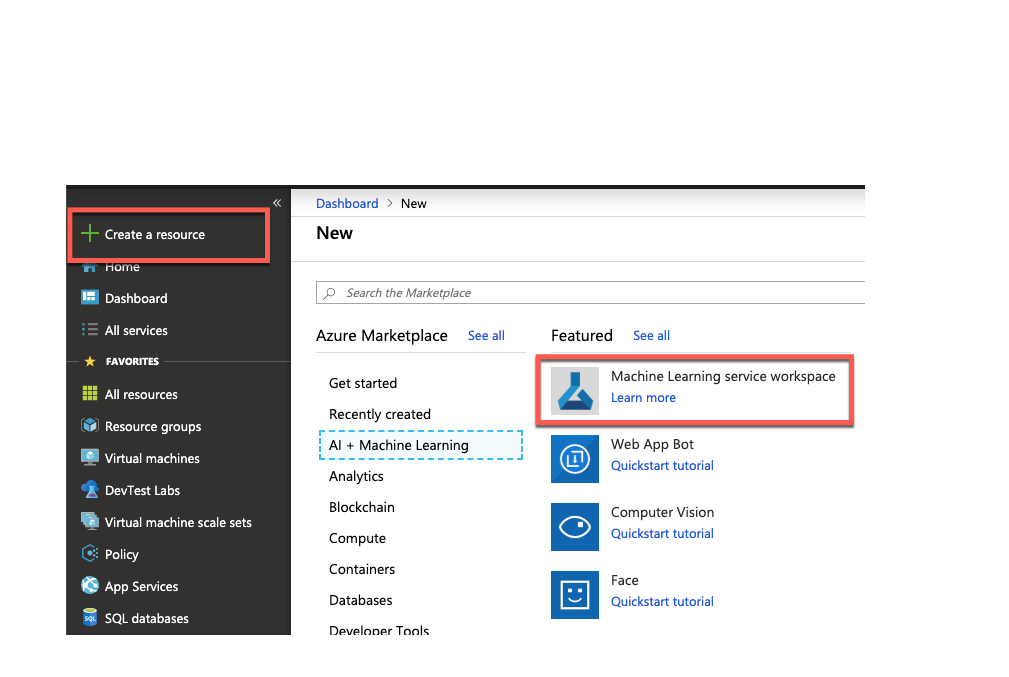 «
Create a resource
Home
Dashboard
All services
FAVORITES
All resources
Resource groups
Virtual machines
DevTest Labs
Virtual machine scale sets
Policy
App Services
SQL
SQL databases
Dashboard > New
New
Search the Marketplace
Azure Marketplace See all
Get started
Recently created
AI + Machine Learning
Analytics
Blockchain
Compute
Containers
Databases
Developer Tools
Featured See all
Machine Learning service workspace
Learn more
Web App Bot
Quickstart tutorial
Computer Vision
Quickstart tutorial
Face
Quickstart tutorial